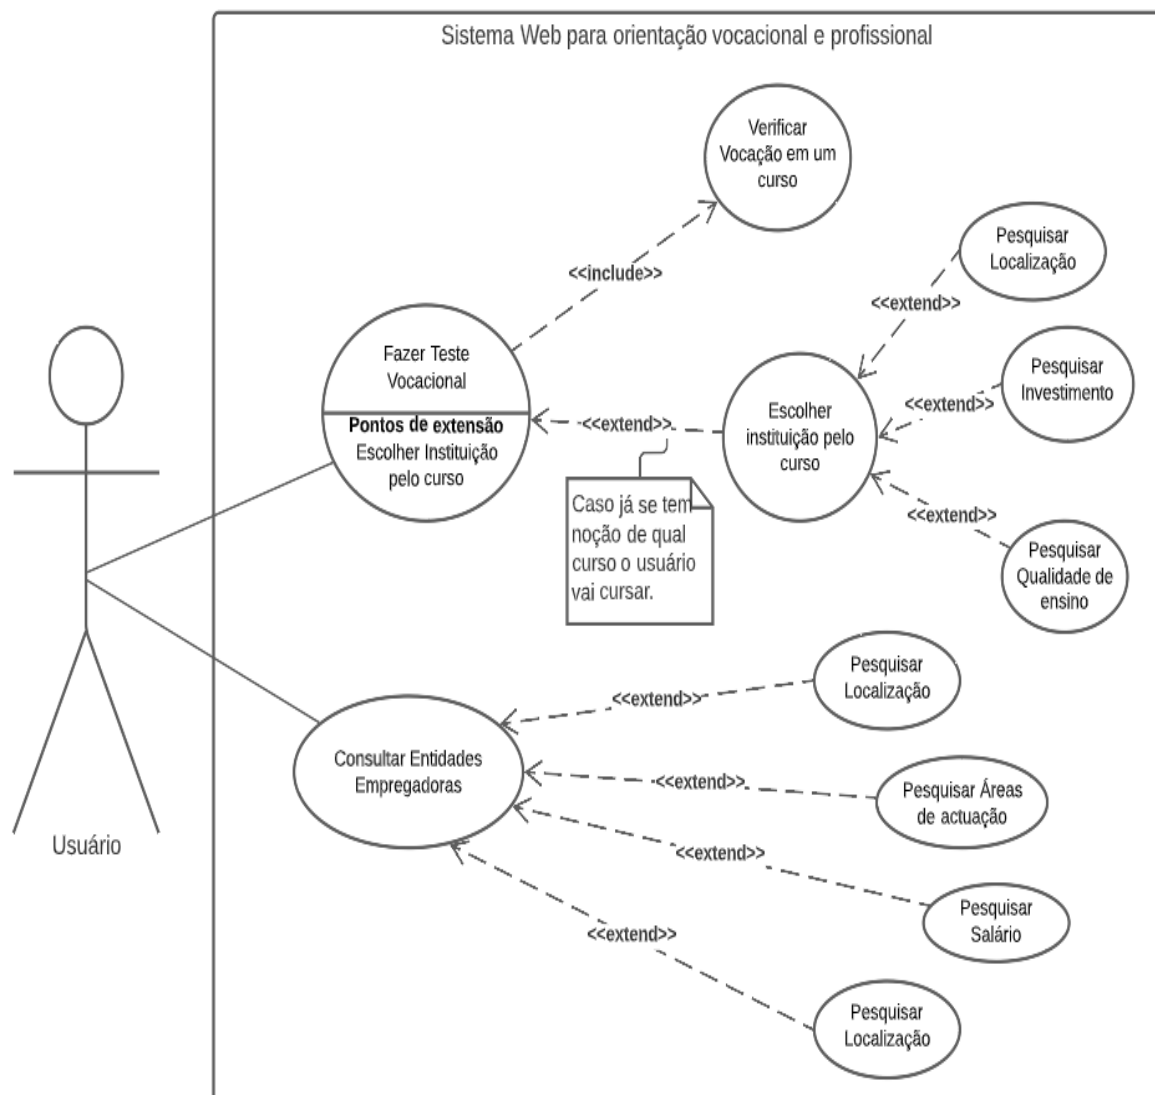 Sistema Web para orientação vocacional e profissional
Verificar
Vocação em um
curso
Pesquisar
Localização
<<include>>
<<extend>>
Fazer Teste
Vocacional
Pontos de extensão
Escolher Instituição
pelo curso
<<extend>>
Escolher
instituição pelo
curso
Pesquisar
Investimento
<<extend>>
Caso já se tem
noção de qual
curso o usuário
vai cursar.
<<extend>>
Pesquisar
Qualidade de
ensino
Pesquisar
Localização
<<extend>>
Consultar Entidades
Empregadoras
<<extend>>
Pesquisar Áreas
de actuação
Usuário
<<extend>>
Pesquisar
Salário
<<extend>>
Pesquisar
Localização